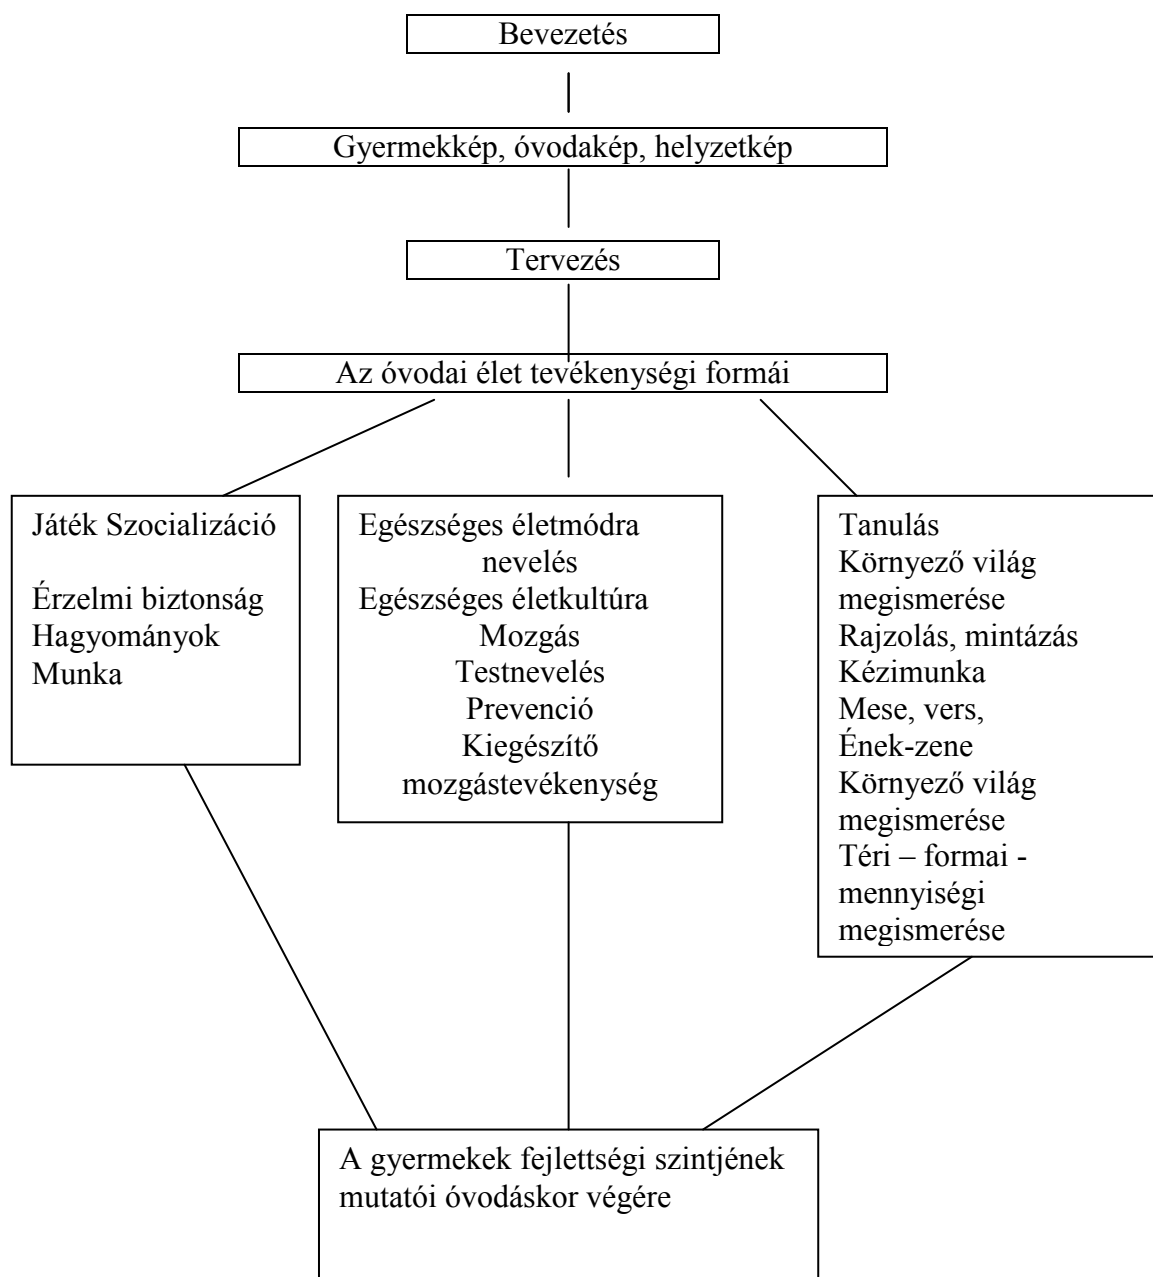 Bevezetés
Gyermekkép, óvodakép, helyzetkép
Tervezés
Az óvodai élet tevékenységi formái
Játék Szocializáció
Érzelmi biztonság
Hagyományok
Munka
Egészséges életmódra
nevelés
Egészséges életkultúra
Mozgás
Testnevelés
Prevenció
Kiegészítő
mozgástevékenység
Tanulás
Környező világ
megismerése
Rajzolás, mintázás
Kézimunka
Mese, vers,
Ének-zene
Környező világ
megismerése
Téri – formai -
mennyiségi
megismerése
A gyermekek fejlettségi szintjének
mutatói óvodáskor végére